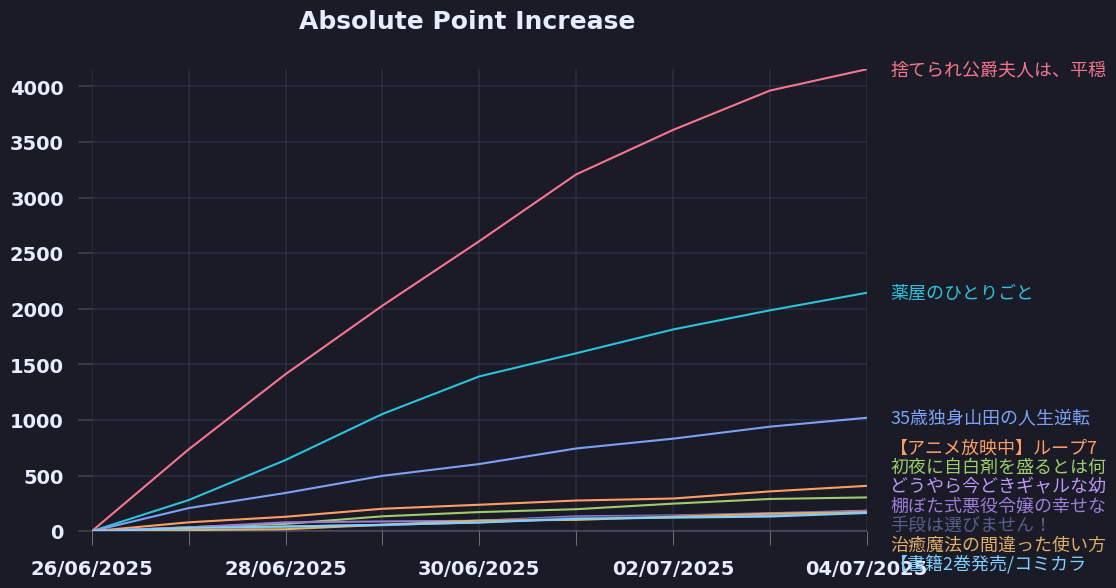 Absolute Point Increase
4000
3500
3000
2500
2000
1500
1000
500
0
26/06/2025
28/06/2025
30/06/2025
02/07/2025
04/07/2025
捨てられ公爵夫人は、平穏
薬屋のひとりごと
35歳独身山田の人生逆転
【アニメ放映中】ループ7
初夜に自白剤を盛るとは何
どうやら今どきギャルな幼
棚ぼた式悪役令嬢の幸せな
手段は選びません！
治癒魔法の間違った使い方
【書籍2巻発売/コミカラ